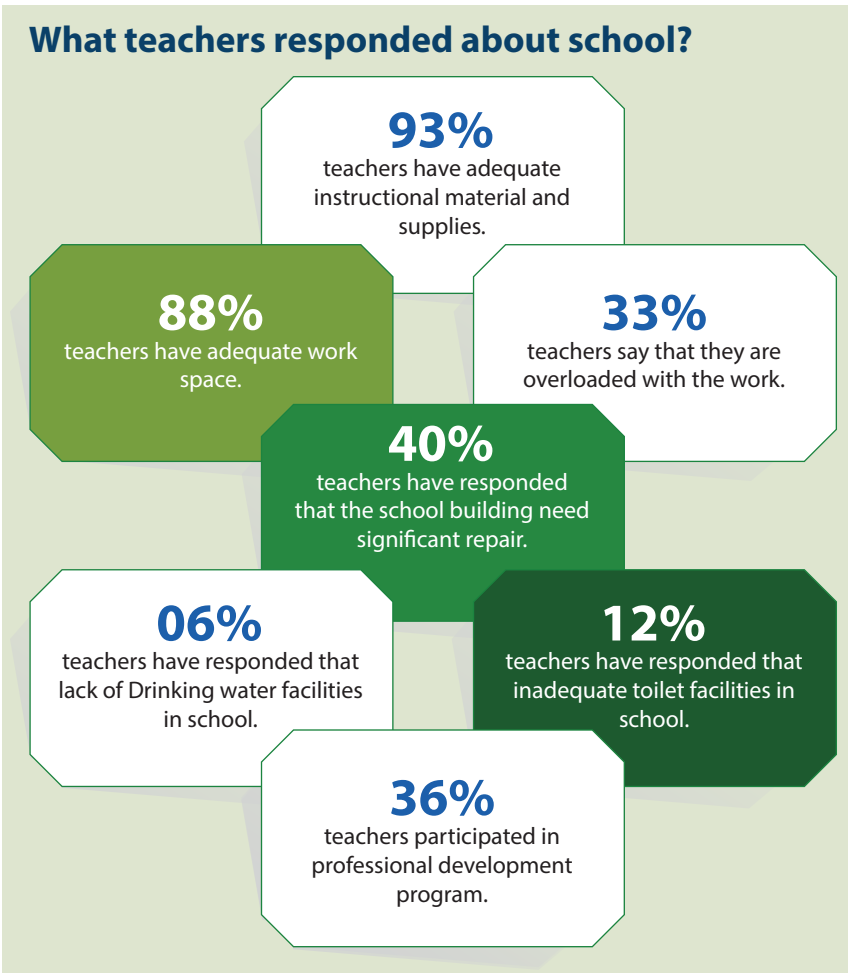 What teachers responded about school?
93%
teachers have adequate
instructional material and
supplies.
88%
teachers have adequate work
space.
33%
teachers say that they are
overloaded with the work.
40%
teachers have responded
that the school building need
significant repair.
06%
teachers have responded that
lack of Drinking water facilities
in school.
12%
teachers have responded that
inadequate toilet facilities in
school.
36%
teachers participated in
professional development
program.